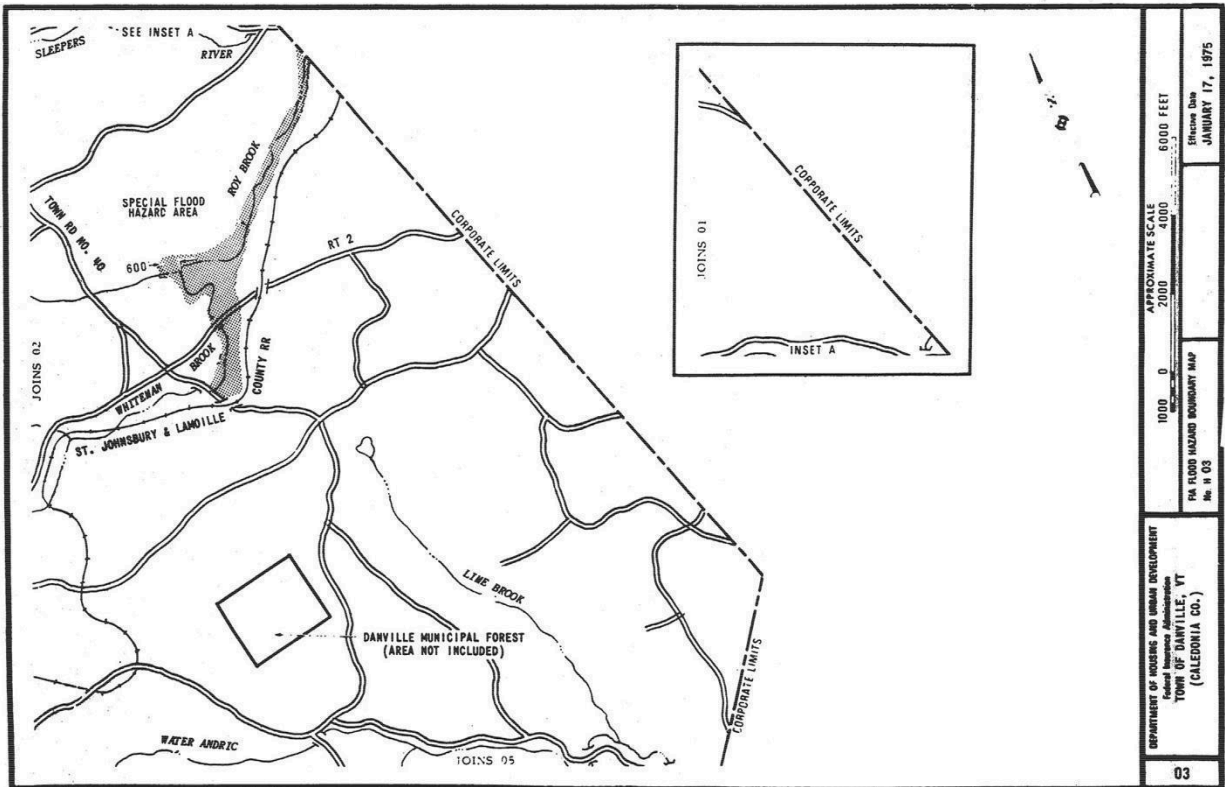 SLEEPERS
SEE INSET A
RIVER
ROY BROOK
SPECIAL FLOOD
HAZARD AREA
TOWN RD NO. 40
600
RT 2
CORPORATE LIMITS
JOINS 02
WHITEMAN
BROOK
COUNTY RR
ST. JOHNSBURY & LAMOILLE
LINE BROOK
DANVILLE MUNICIPAL FOREST
(AREA NOT INCLUDED)
CORPORATE LIMITS
WATER ANDRIC
JOINS 05
JOINS 01
CORPORATE LIMITS
INSET A
N
APPROXIMATE SCALE
1000 0 2000 4000 6000 FEET
Effective Date
JANUARY 17, 1975
FIA FLOOD HAZARD BOUNDARY MAP
No. H 03
DEPARTMENT OF HOUSING AND URBAN DEVELOPMENT
Federal Insurance Administration
TOWN OF DANVILLE, VT
(CALEDONIA CO.)
03